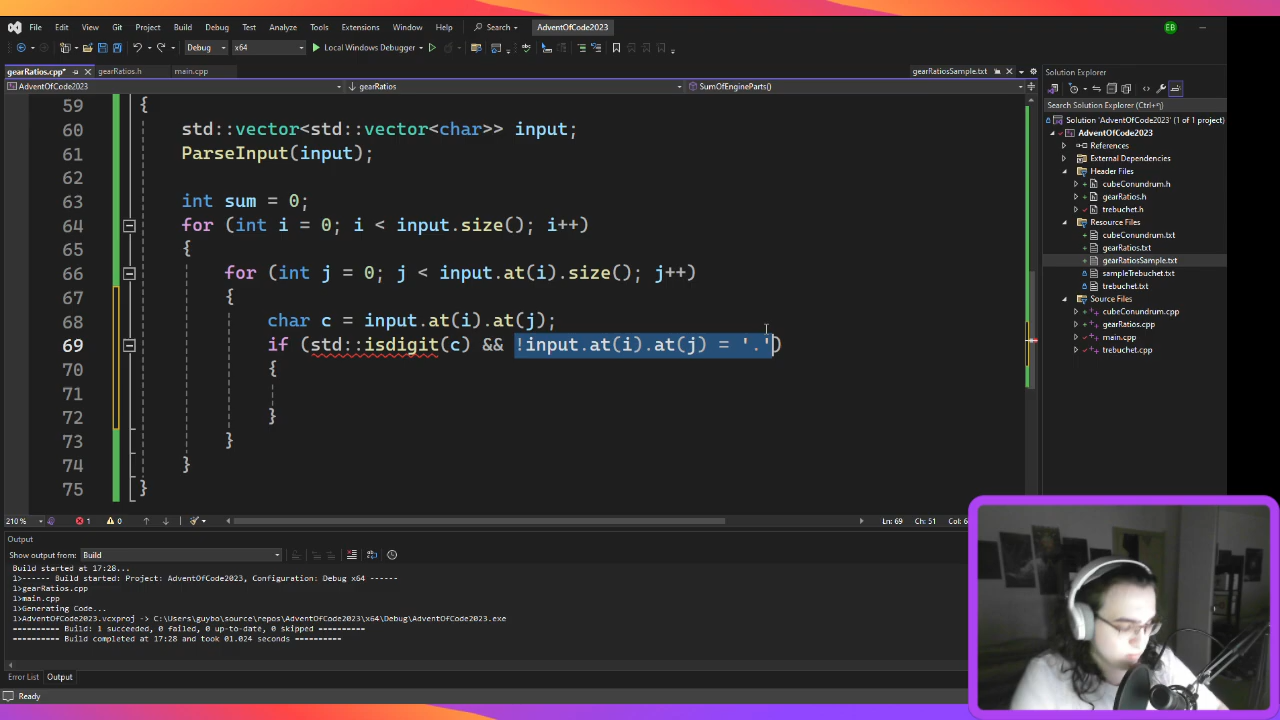 File Edit View Git Project Build Debug Test Analyze Tools Extensions Window Help Search AdventOfCode2023 EB
Debug x64 Local Windows Debugger
gearRatios.cpp* gearRatios.h main.cpp gearRatiosSample.txt Solution Explorer
AdventOfCode2023 gearRatios SumOfEngineParts()
Search Solution Explorer (Ctrl+ç)
59 {
60 std::vector<std::vector<char>> input;
61 ParseInput(input);
62
63 int sum = 0;
64 for (int i = 0; i < input.size(); i++)
65 {
66 for (int j = 0; j < input.at(i).size(); j++)
67 {
68 char c = input.at(i).at(j);
69 if (std::isdigit(c) && !input.at(i).at(j) = '.')
70 {
71
72 }
73 }
74 }
75 }
Solution 'AdventOfCode2023' (1 of 1 project)
AdventOfCode2023
References
External Dependencies
Header Files
cubeConundrum.h
gearRatios.h
trebuchet.h
Resource Files
cubeConundrum.txt
gearRatios.txt
gearRatiosSample.txt
sampleTrebuchet.txt
trebuchet.txt
Source Files
cubeConundrum.cpp
gearRatios.cpp
main.cpp
trebuchet.cpp
210 % 1 0 Ln: 69 Ch: 51
Output
Show output from: Build
Build started at 17:28...
1>------ Build started: Project: AdventOfCode2023, Configuration: Debug x64 ------
1>gearRatios.cpp
1>main.cpp
1>Generating Code...
1>AdventOfCode2023.vcxproj -> C:\Users\guybo\source\repos\AdventOfCode2023\x64\Debug\AdventOfCode2023.exe
========== Build: 1 succeeded, 0 failed, 0 up-to-date, 0 skipped ==========
========== Build completed at 17:28 and took 01.024 seconds ==========
Error List Output
Ready